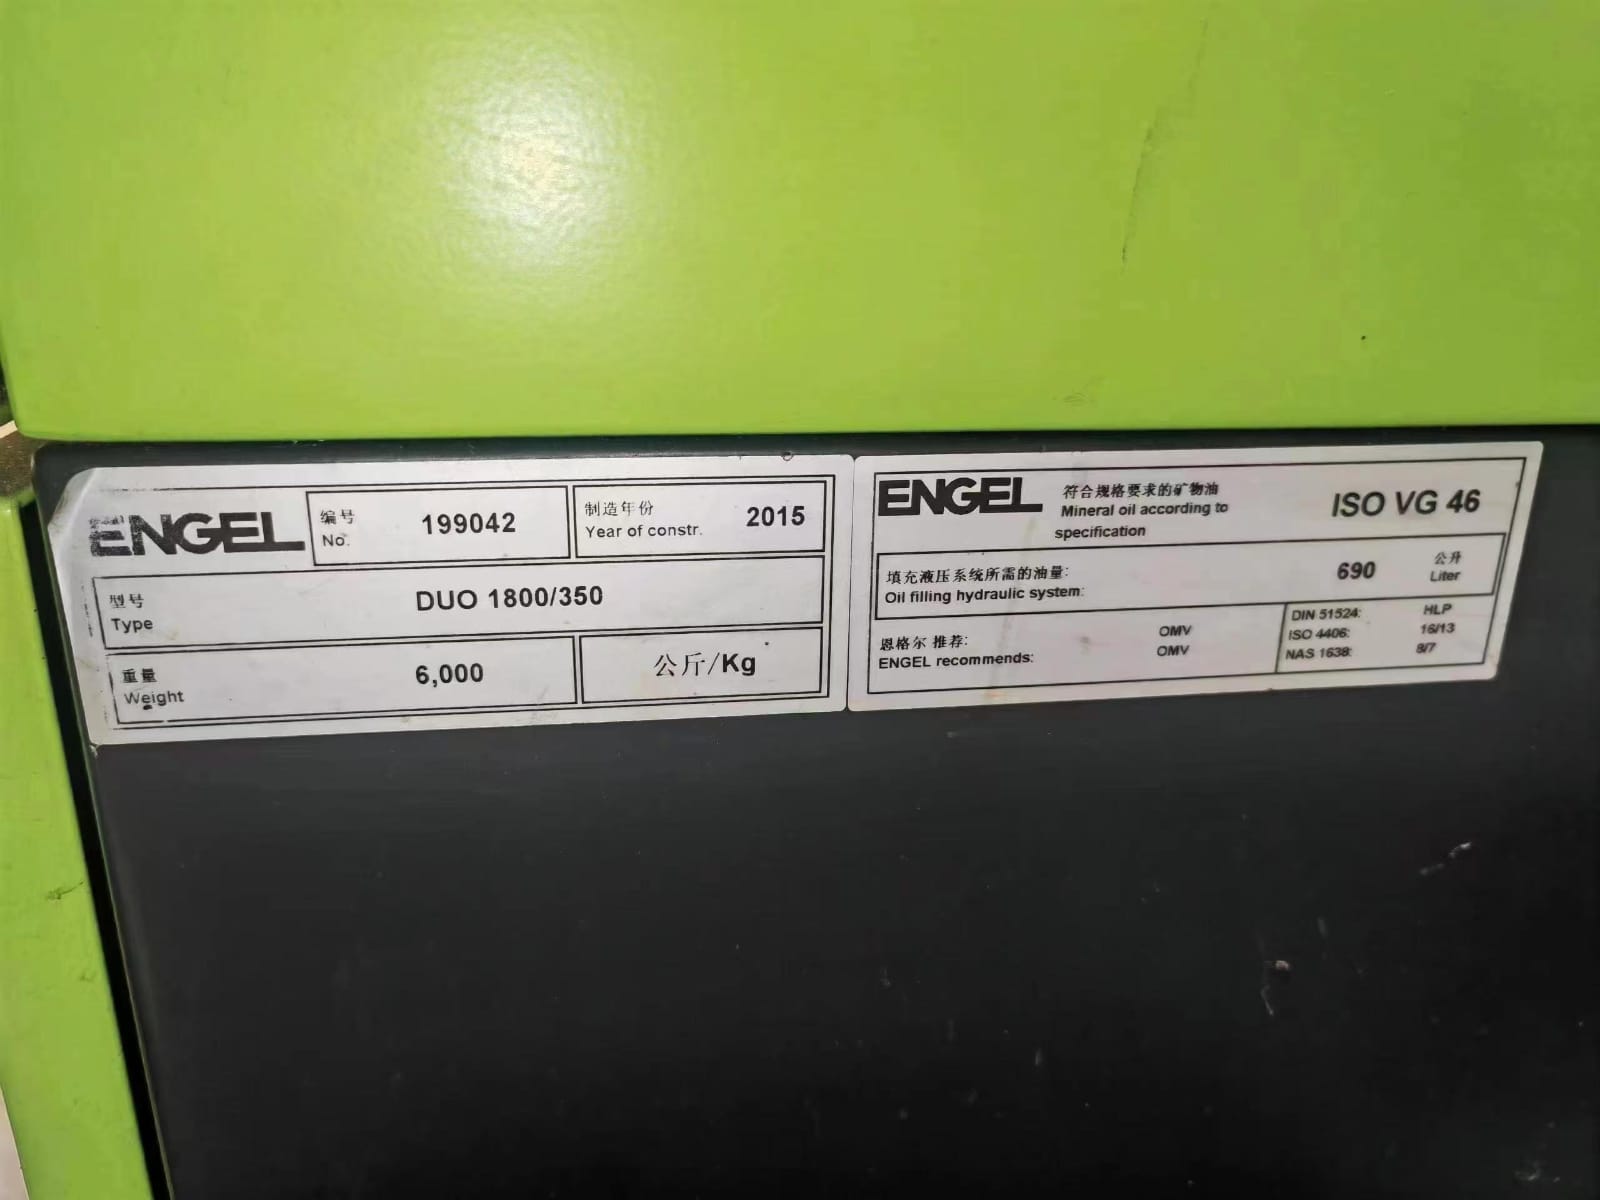 ENGEL
编号
No.
199042
制造年份
Year of constr.
2015
型号
Type
DUO 1800/350
重量
Weight
6,000
公斤/Kg
ENGEL
符合规格要求的矿物油
Mineral oil according to
specification
ISO VG 46
填充液压系统所需的油量:
Oil filling hydraulic system:
690
公升
Liter
恩格尔 推荐:
ENGEL recommends:
OMV
OMV
DIN 51524: HLP
ISO 4406: 16/13
NAS 1638: 8/7